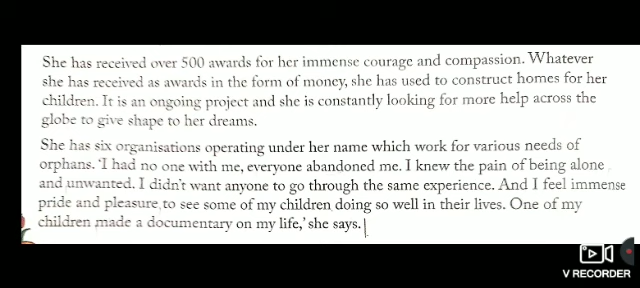 She has received over 500 awards for her immense courage and compassion. Whatever
she has received as awards in the form of money, she has used to construct homes for her
children. It is an ongoing project and she is constantly looking for more help across the
globe to give shape to her dreams.
She has six organisations operating under her name which work for various needs of
orphans. 'I had no one with me, everyone abandoned me. I knew the pain of being alone
and unwanted. I didn't want anyone to go through the same experience. And I feel immense
pride and pleasure to see some of my children doing so well in their lives. One of my
children made a documentary on my life,' she says.
V RECORDER